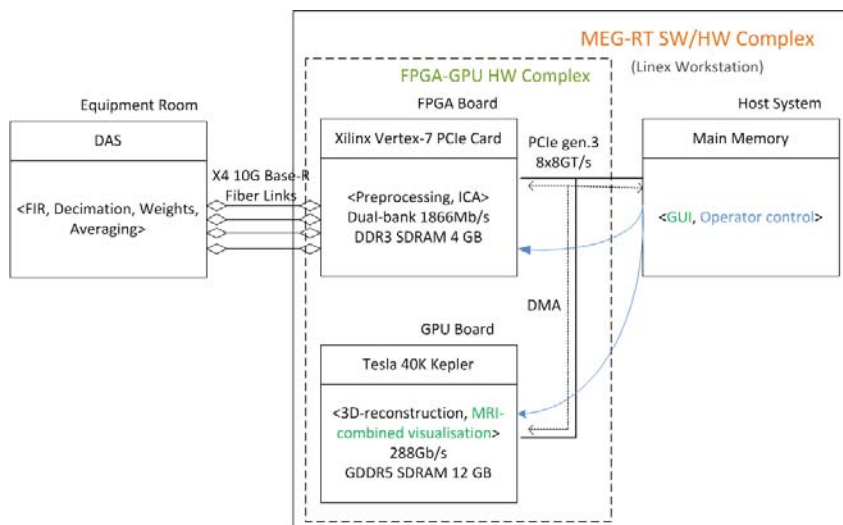 MEG-RT SW/HW Complex
(Linex Workstation)
FPGA-GPU HW Complex
Equipment Room
FPGA Board
Host System
DAS
Xilinx Vertex-7 PCIe Card
PCIe gen.3
8x8GT/s
Main Memory
X4 10G Base-R
Fiber Links
<FIR, Decimation, Weights,
Averaging>
<Preprocessing, ICA>
Dual-bank 1866Mb/s
DDR3 SDRAM 4 GB
<GUI, Operator control>
DMA
GPU Board
Tesla 40K Kepler
<3D-reconstruction, MRI-
combined visualisation>
288Gb/s
GDDR5 SDRAM 12 GB